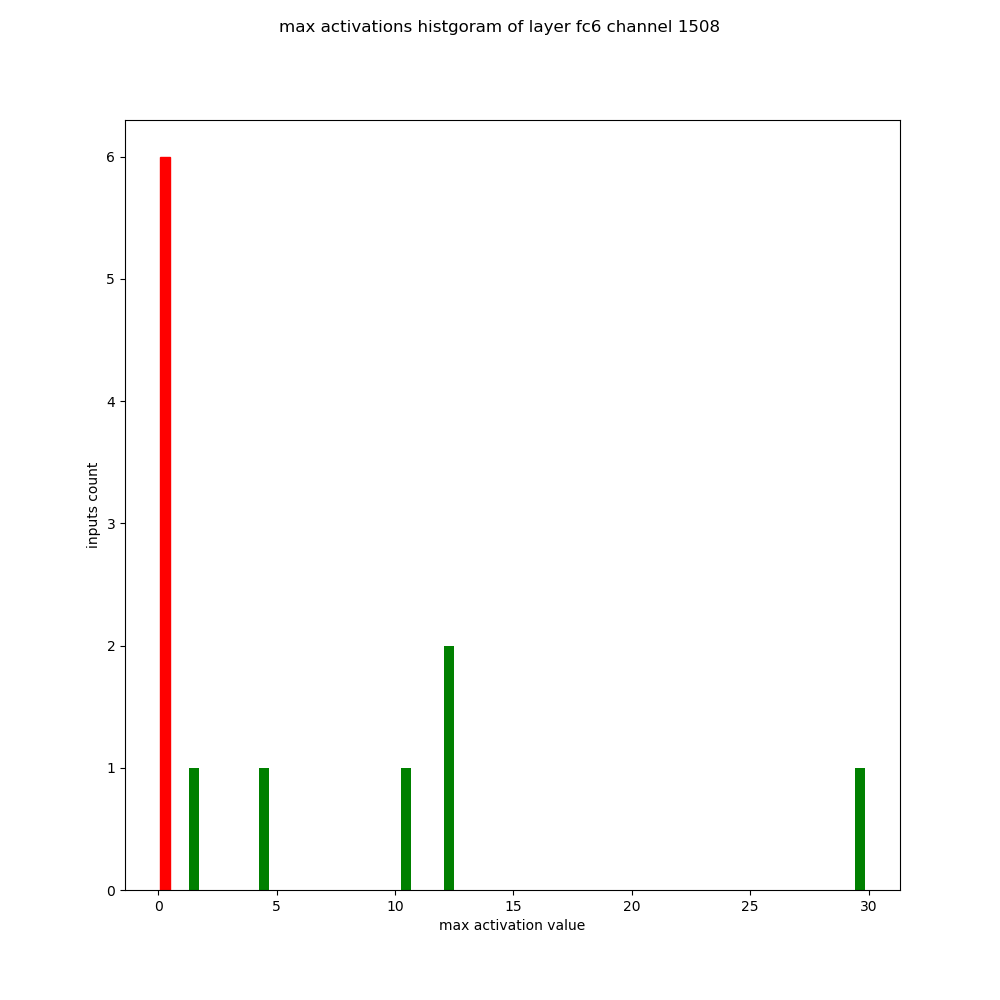 max activations histgoram of layer fc6 channel 1508
6
5
4
3
2
1
0
inputs count
0 5 10 15 20 25 30
max activation value